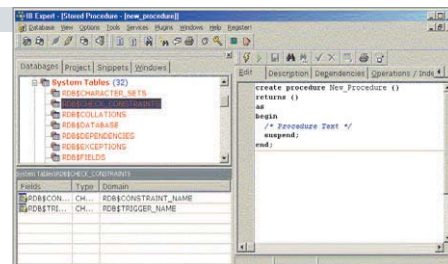 IB Expert - [Stored Procedure - [new_procedure]]
Database View Options Tools Services Plugins Windows Help Register!
Databases Project Snippets Windows
System Tables (32)
RDB$CHARACTER_SETS
RDB$CHECK_CONSTRAINTS
RDB$COLLATIONS
RDB$DATABASE
RDB$DEPENDENCIES
RDB$EXCEPTIONS
RDB$FIELDS
System Tables\RDB$CHECK_CONSTRAINTS
Fields Type Domain
RDB$CON... CH... RDB$CONSTRAINT_NAME
RDB$TRI... CH... RDB$TRIGGER_NAME
Edit Description Dependencies Operations / Inde
create procedure New_Procedure ()
returns ()
as
begin
/* Procedure Text */
suspend;
end;